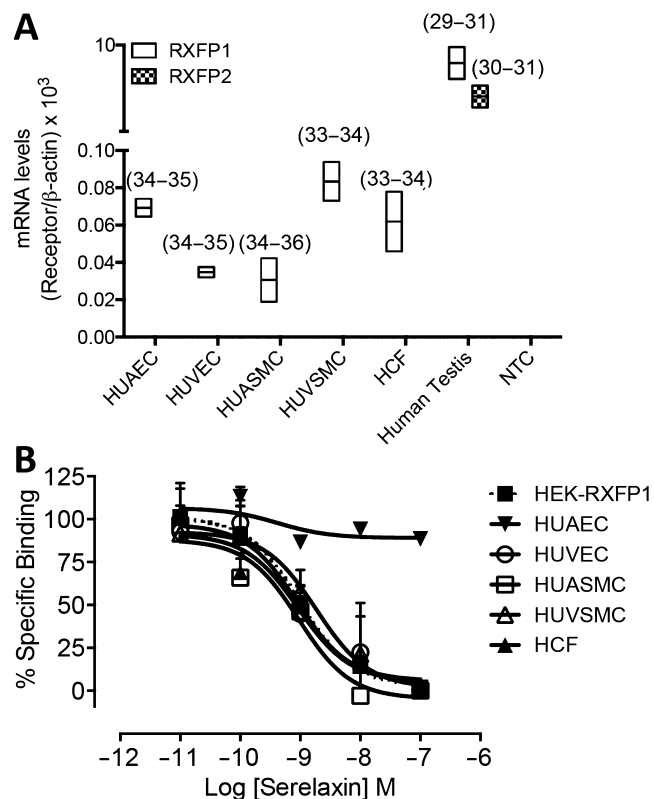 A
(29–31)
10
RXFP1
RXFP2
(30–31)
mRNA levels
(Receptor/β-actin) x 10³
(33–34)
0.10
(34–35)
(33–34)
0.08
0.06
(34–35) (34–36)
0.04
0.02
0.00
HUAEC
HUVEC
HUASMC
HUVSMC
HCF
Human Testis
NTC
B
125
100
75
50
25
0
% Specific Binding
HEK-RXFP1
HUAEC
HUVEC
HUASMC
HUVSMC
HCF
–12 –11 –10 –9 –8 –7 –6
Log [Serelaxin] M